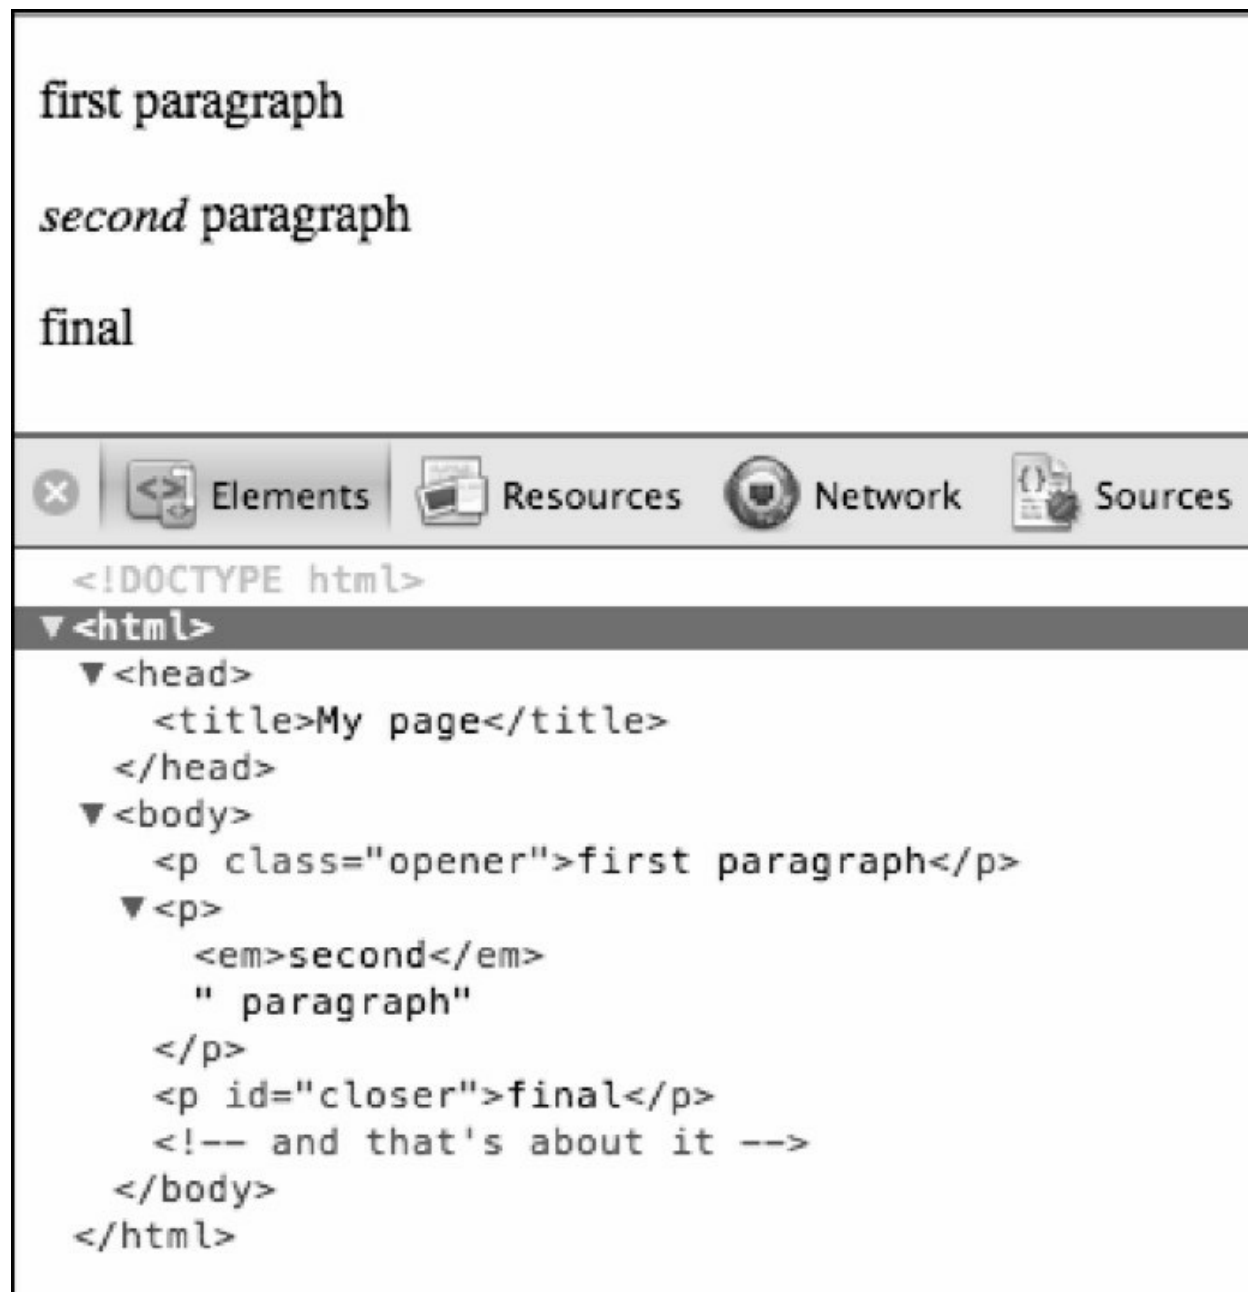 first paragraph
second paragraph
final
Elements Resources Network Sources
<!DOCTYPE html>
▼<html>
▼<head>
<title>My page</title>
</head>
▼<body>
<p class="opener">first paragraph</p>
▼<p>
<em>second</em>
" paragraph"
</p>
<p id="closer">final</p>
<!-- and that's about it -->
</body>
</html>